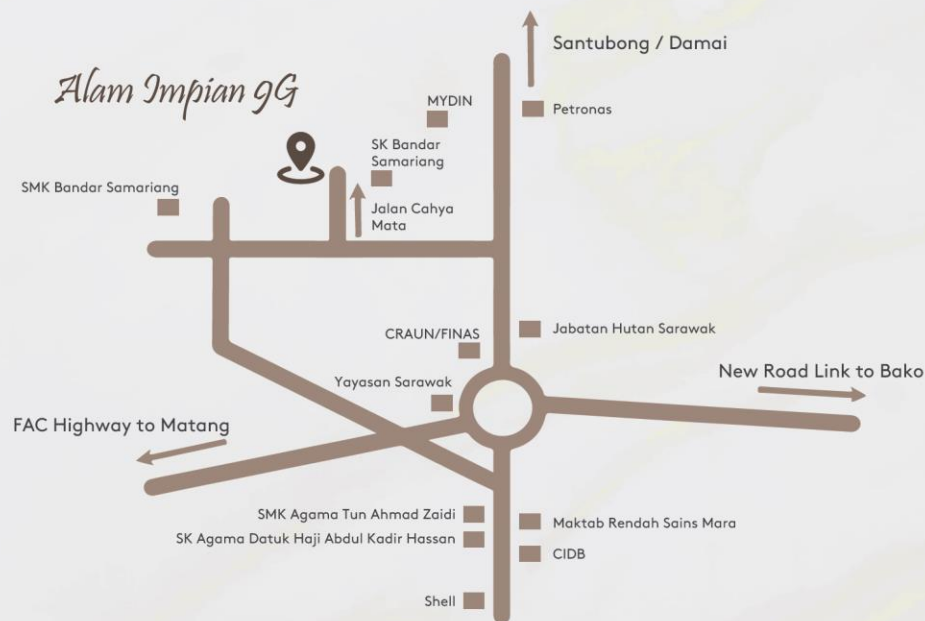 Santubong / Damai
Alam Impian 9G
MYDIN
Petronas
SK Bandar
Samariang
SMK Bandar Samariang
Jalan Cahya
Mata
Jabatan Hutan Sarawak
CRAUN/FINAS
New Road Link to Bako
Yayasan Sarawak
FAC Highway to Matang
SMK Agama Tun Ahmad Zaidi
Maktab Rendah Sains Mara
SK Agama Datuk Haji Abdul Kadir Hassan
CIDB
Shell